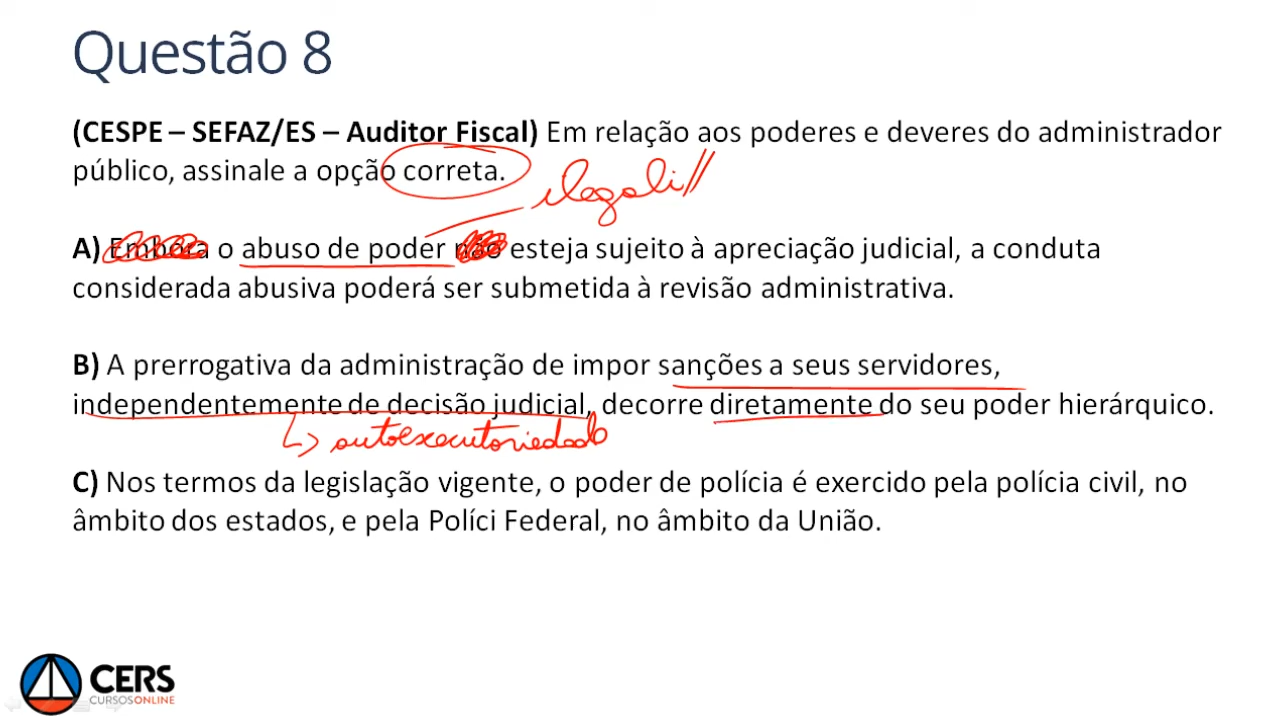 Questão 8
(CESPE – SEFAZ/ES – Auditor Fiscal) Em relação aos poderes e deveres do administrador
público, assinale a opção correta.
ilegali//
A) Embora o abuso de poder não esteja sujeito à apreciação judicial, a conduta
considerada abusiva poderá ser submetida à revisão administrativa.
B) A prerrogativa da administração de impor sanções a seus servidores,
independentemente de decisão judicial, decorre diretamente do seu poder hierárquico.
↳ autoexecutoriedade
C) Nos termos da legislação vigente, o poder de polícia é exercido pela polícia civil, no
âmbito dos estados, e pela Políci Federal, no âmbito da União.
CERS
CURSOS ONLINE